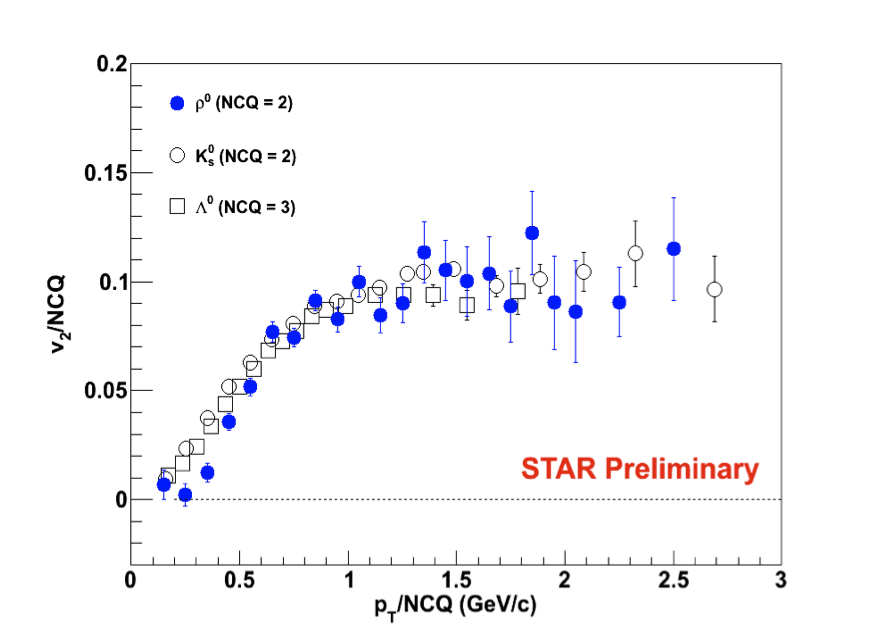 0.2
ρ⁰ (NCQ = 2)
K⁰ₛ (NCQ = 2)
0.15
Λ⁰ (NCQ = 3)
0.1
v₂/NCQ
0.05
STAR Preliminary
0
0 0.5 1 1.5 2 2.5 3
p_T/NCQ (GeV/c)